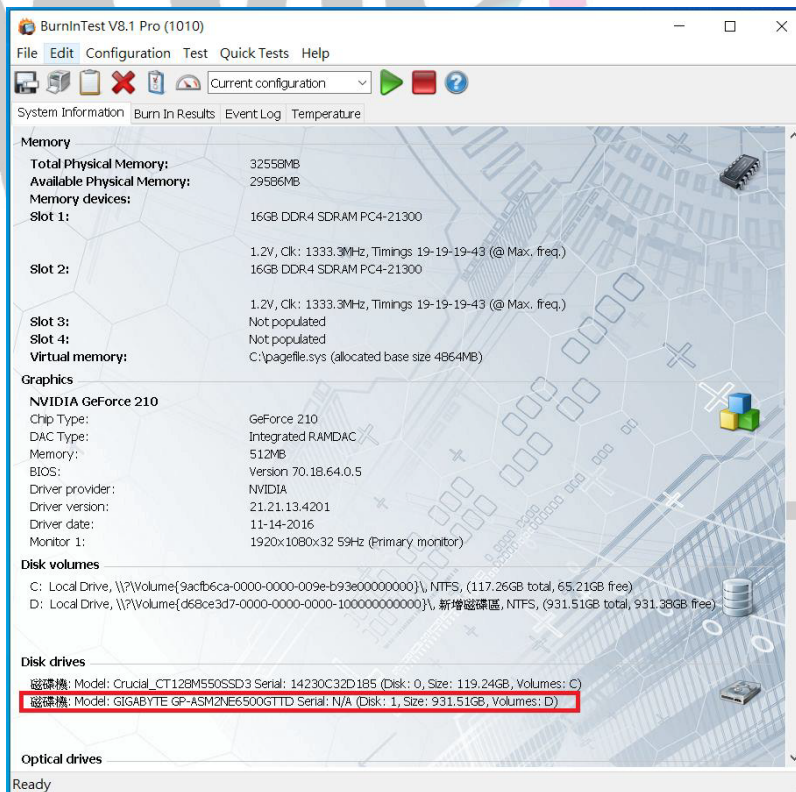 BurnInTest V8.1 Pro (1010)
File Edit Configuration Test Quick Tests Help
Current configuration
System Information Burn In Results Event Log Temperature
Memory
Total Physical Memory: 32558MB
Available Physical Memory: 29586MB
Memory devices:
Slot 1: 16GB DDR4 SDRAM PC4-21300
1.2V, Clk: 1333.3MHz, Timings 19-19-19-43 (@ Max. freq.)
Slot 2: 16GB DDR4 SDRAM PC4-21300
1.2V, Clk: 1333.3MHz, Timings 19-19-19-43 (@ Max. freq.)
Slot 3: Not populated
Slot 4: Not populated
Virtual memory: C:\pagefile.sys (allocated base size 4864MB)
Graphics
NVIDIA GeForce 210
Chip Type: GeForce 210
DAC Type: Integrated RAMDAC
Memory: 512MB
BIOS: Version 70.18.64.0.5
Driver provider: NVIDIA
Driver version: 21.21.13.4201
Driver date: 11-14-2016
Monitor 1: 1920x1080x32 59Hz (Primary monitor)
Disk volumes
C: Local Drive, \\?\Volume{9acfb6ca-0000-0000-009e-b93e00000000}\, NTFS, (117.26GB total, 65.21GB free)
D: Local Drive, \\?\Volume{d68ce3d7-0000-0000-0000-100000000000}\, 新增磁碟區, NTFS, (931.51GB total, 931.38GB free)
Disk drives
磁碟機: Model: Crucial_CT128M550SSD3 Serial: 14230C32D185 (Disk: 0, Size: 119.24GB, Volumes: C)
磁碟機: Model: GIGABYTE GP-ASM2NE6500GTTD Serial: N/A (Disk: 1, Size: 931.51GB, Volumes: D)
Optical drives
Ready